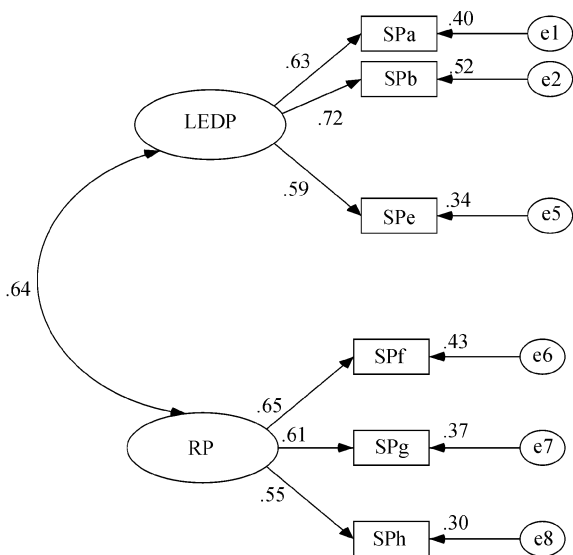 SPa .40 e1
.63
SPb .52 e2
LEDP .72
.59
SPe .34 e5
.64
SPf .43 e6
.65
RP .61 SPg .37 e7
.55
SPh .30 e8